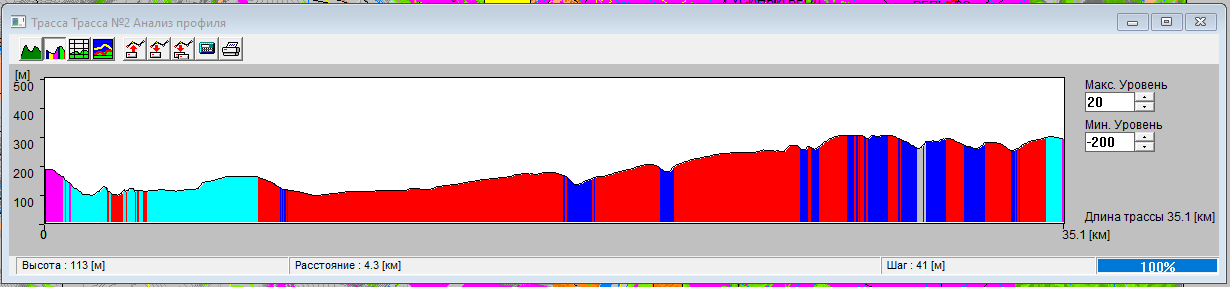 Трасса Трасса №2 Анализ профиля
[м]
500
400
300
200
100
0
35.1 [км]
Макс. Уровень
20
Мин. Уровень
-200
Длина трассы 35.1 [км]
Высота : 113 [м]
Расстояние : 4.3 [км]
Шаг : 41 [м]
100%